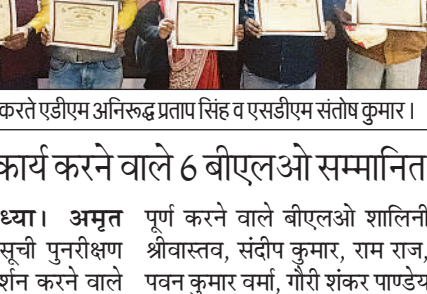 करते एडीएम अनिरूद्ध प्रताप सिंह व एसडीएम संतोष कुमार।
कार्य करने वाले 6 बीएलओ सम्मानित
ध्या। अमृत
सूची पुनरीक्षण
र्शन करने वाले
पूर्ण करने वाले बीएलओ शालिनी
श्रीवास्तव, संदीप कुमार, राम राज,
पवन कुमार वर्मा, गौरी शंकर पाण्डेय